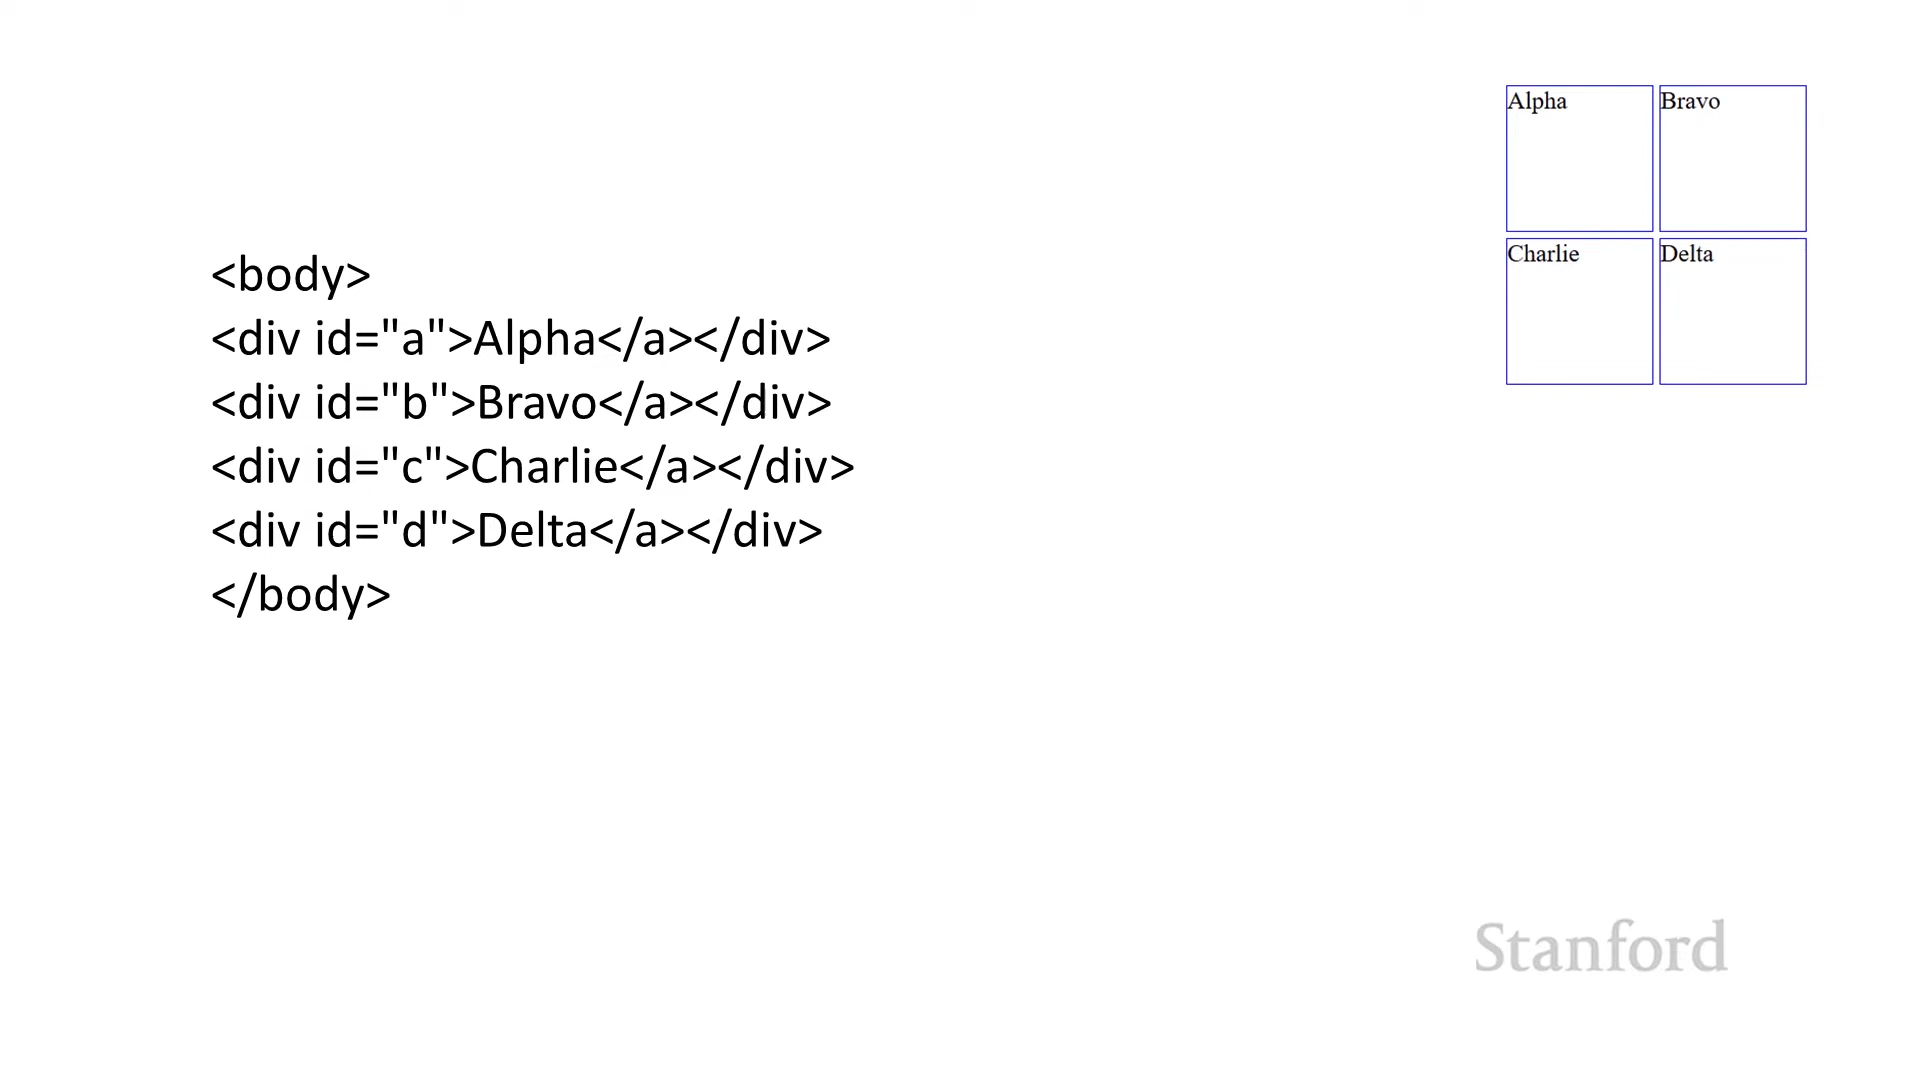 Alpha Bravo
Charlie Delta
<body>
<div id="a">Alpha</a></div>
<div id="b">Bravo</a></div>
<div id="c">Charlie</a></div>
<div id="d">Delta</a></div>
</body>
Stanford